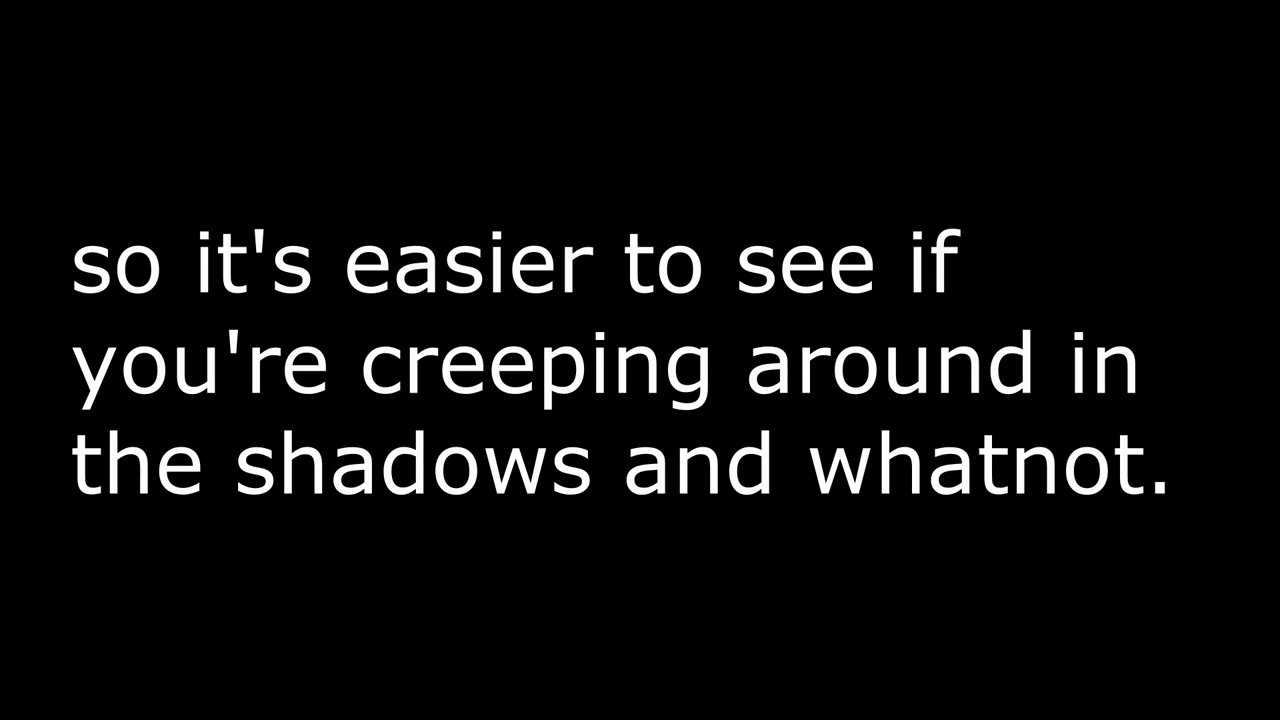 so it's easier to see if
you're creeping around in
the shadows and whatnot.